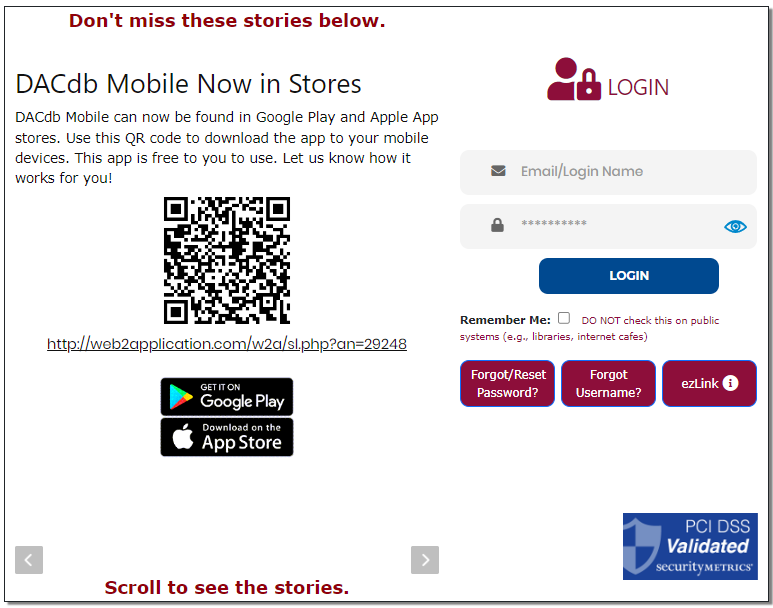 Don't miss these stories below.
DACdb Mobile Now in Stores
DACdb Mobile can now be found in Google Play and Apple App
stores. Use this QR code to download the app to your mobile
devices. This app is free to you to use. Let us know how it
works for you!
http://web2application.com/w2a/sl.php?an=29248
GET IT ON
Google Play
Download on the
App Store
Scroll to see the stories.
LOGIN
Email/Login Name
**********
LOGIN
Remember Me: DO NOT check this on public
systems (e.g., libraries, internet cafes)
Forgot/Reset
Password?
Forgot
Username?
ezLink
PCI DSS
Validated
securityMETRICS®